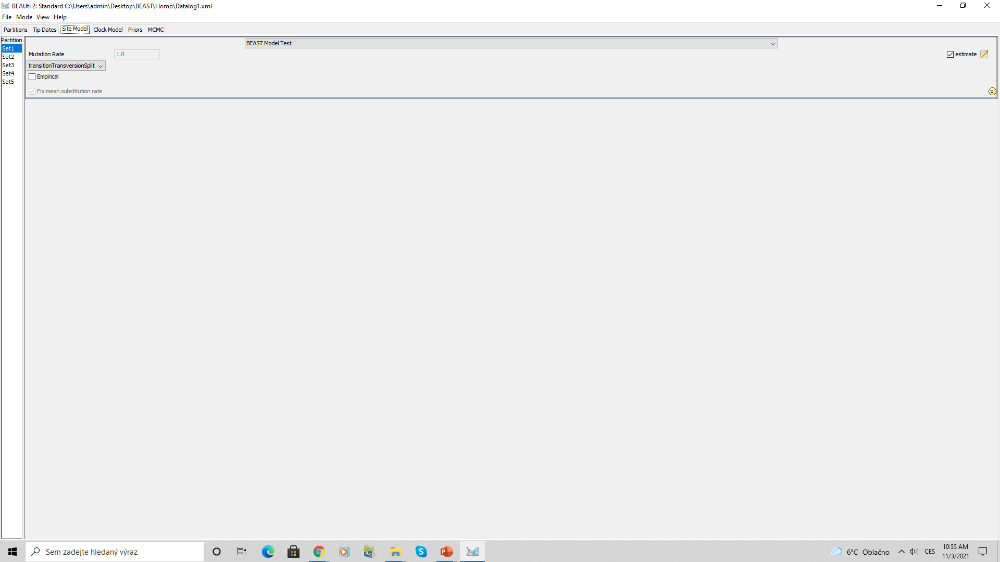 BEAUti 2: Standard C:\Users\admin\Desktop\BEAST\Homo\Datalog1.xml
File Mode View Help
Partitions Tip Dates Site Model Clock Model Priors MCMC
Partition
Set1
Set2
Set3
Set4
Set5
BEAST Model Test
Mutation Rate 1.0 estimate
transitionTransversionSplit
Empirical
Fix mean substitution rate
x
Sem zadejte hledaný výraz
6°C Oblačno
CES
10:55 AM
11/3/2021